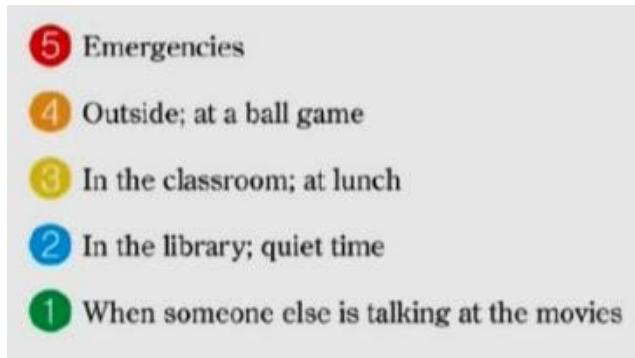 5 Emergencies
4 Outside; at a ball game
3 In the classroom; at lunch
2 In the library; quiet time
1 When someone else is talking at the movies